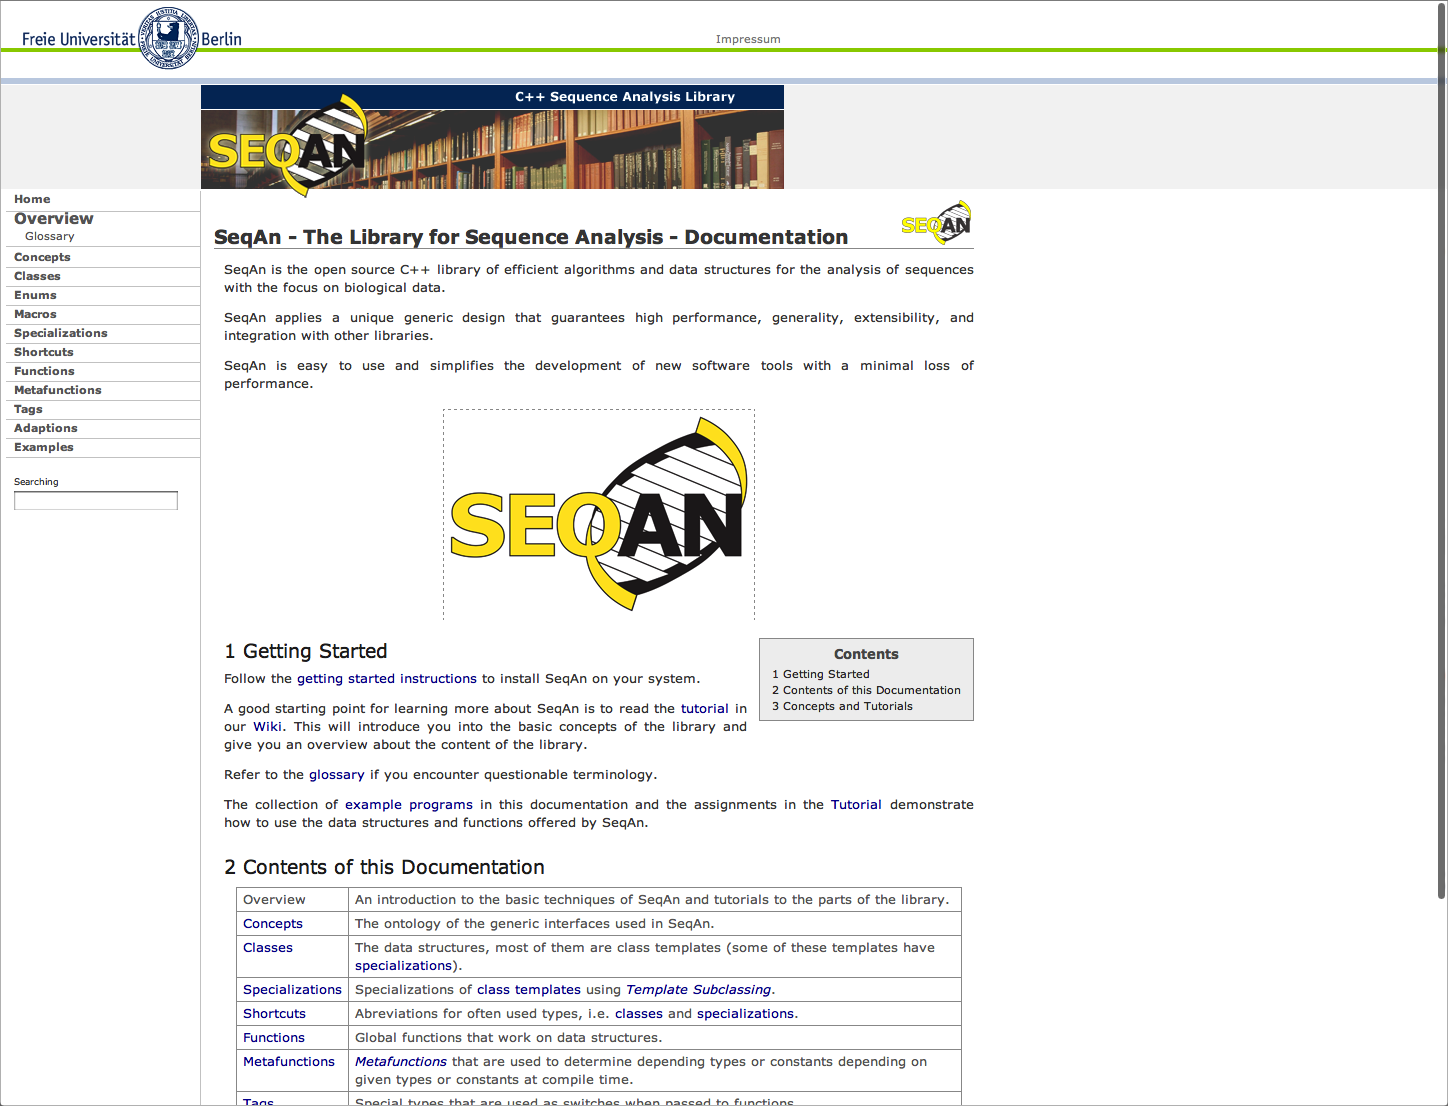 Freie Universität Berlin
Impressum
C++ Sequence Analysis Library
SEQAN
Home
Overview
Glossary
Concepts
Classes
Enums
Macros
Specializations
Shortcuts
Functions
Metafunctions
Tags
Adaptions
Examples
Searching
SEQAN
SeqAn - The Library for Sequence Analysis - Documentation
SeqAn is the open source C++ library of efficient algorithms and data structures for the analysis of sequences
with the focus on biological data.
SeqAn applies a unique generic design that guarantees high performance, generality, extensibility, and
integration with other libraries.
SeqAn is easy to use and simplifies the development of new software tools with a minimal loss of
performance.
SEQAN
1 Getting Started
Follow the getting started instructions to install SeqAn on your system.
A good starting point for learning more about SeqAn is to read the tutorial in
our Wiki. This will introduce you into the basic concepts of the library and
give you an overview about the content of the library.
Refer to the glossary if you encounter questionable terminology.
The collection of example programs in this documentation and the assignments in the Tutorial demonstrate
how to use the data structures and functions offered by SeqAn.
Contents
1 Getting Started
2 Contents of this Documentation
3 Concepts and Tutorials
2 Contents of this Documentation
Overview An introduction to the basic techniques of SeqAn and tutorials to the parts of the library.
Concepts The ontology of the generic interfaces used in SeqAn.
Classes The data structures, most of them are class templates (some of these templates have
specializations).
Specializations Specializations of class templates using Template Subclassing.
Shortcuts Abreviations for often used types, i.e. classes and specializations.
Functions Global functions that work on data structures.
Metafunctions Metafunctions that are used to determine depending types or constants depending on
given types or constants at compile time.
Tags Special types that are used as switches when passed to functions.